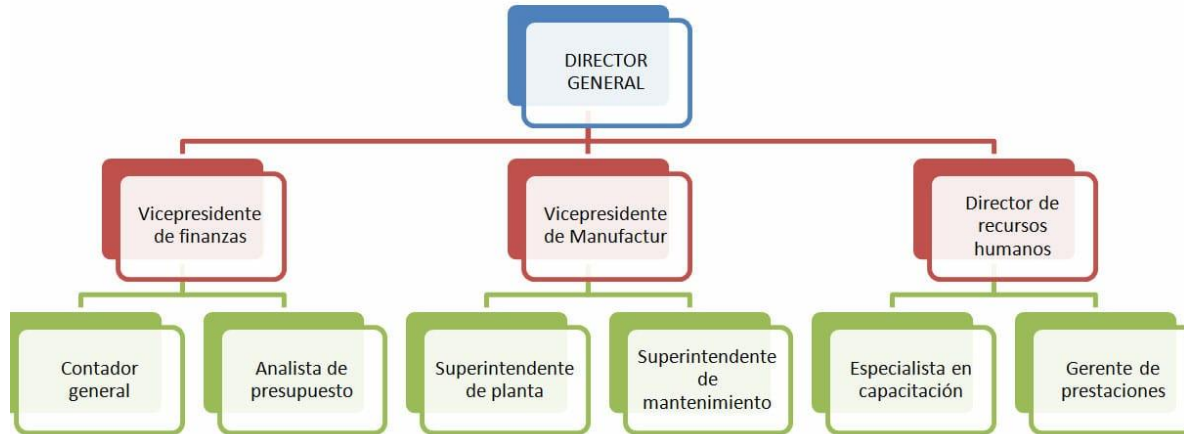 DIRECTOR
GENERAL
Vicepresidente
de finanzas
Vicepresidente
de Manufactur
Director de
recursos
humanos
Contador
general
Analista de
presupuesto
Superintendente
de planta
Superintendente
de
mantenimiento
Especialista en
capacitación
Gerente de
prestaciones